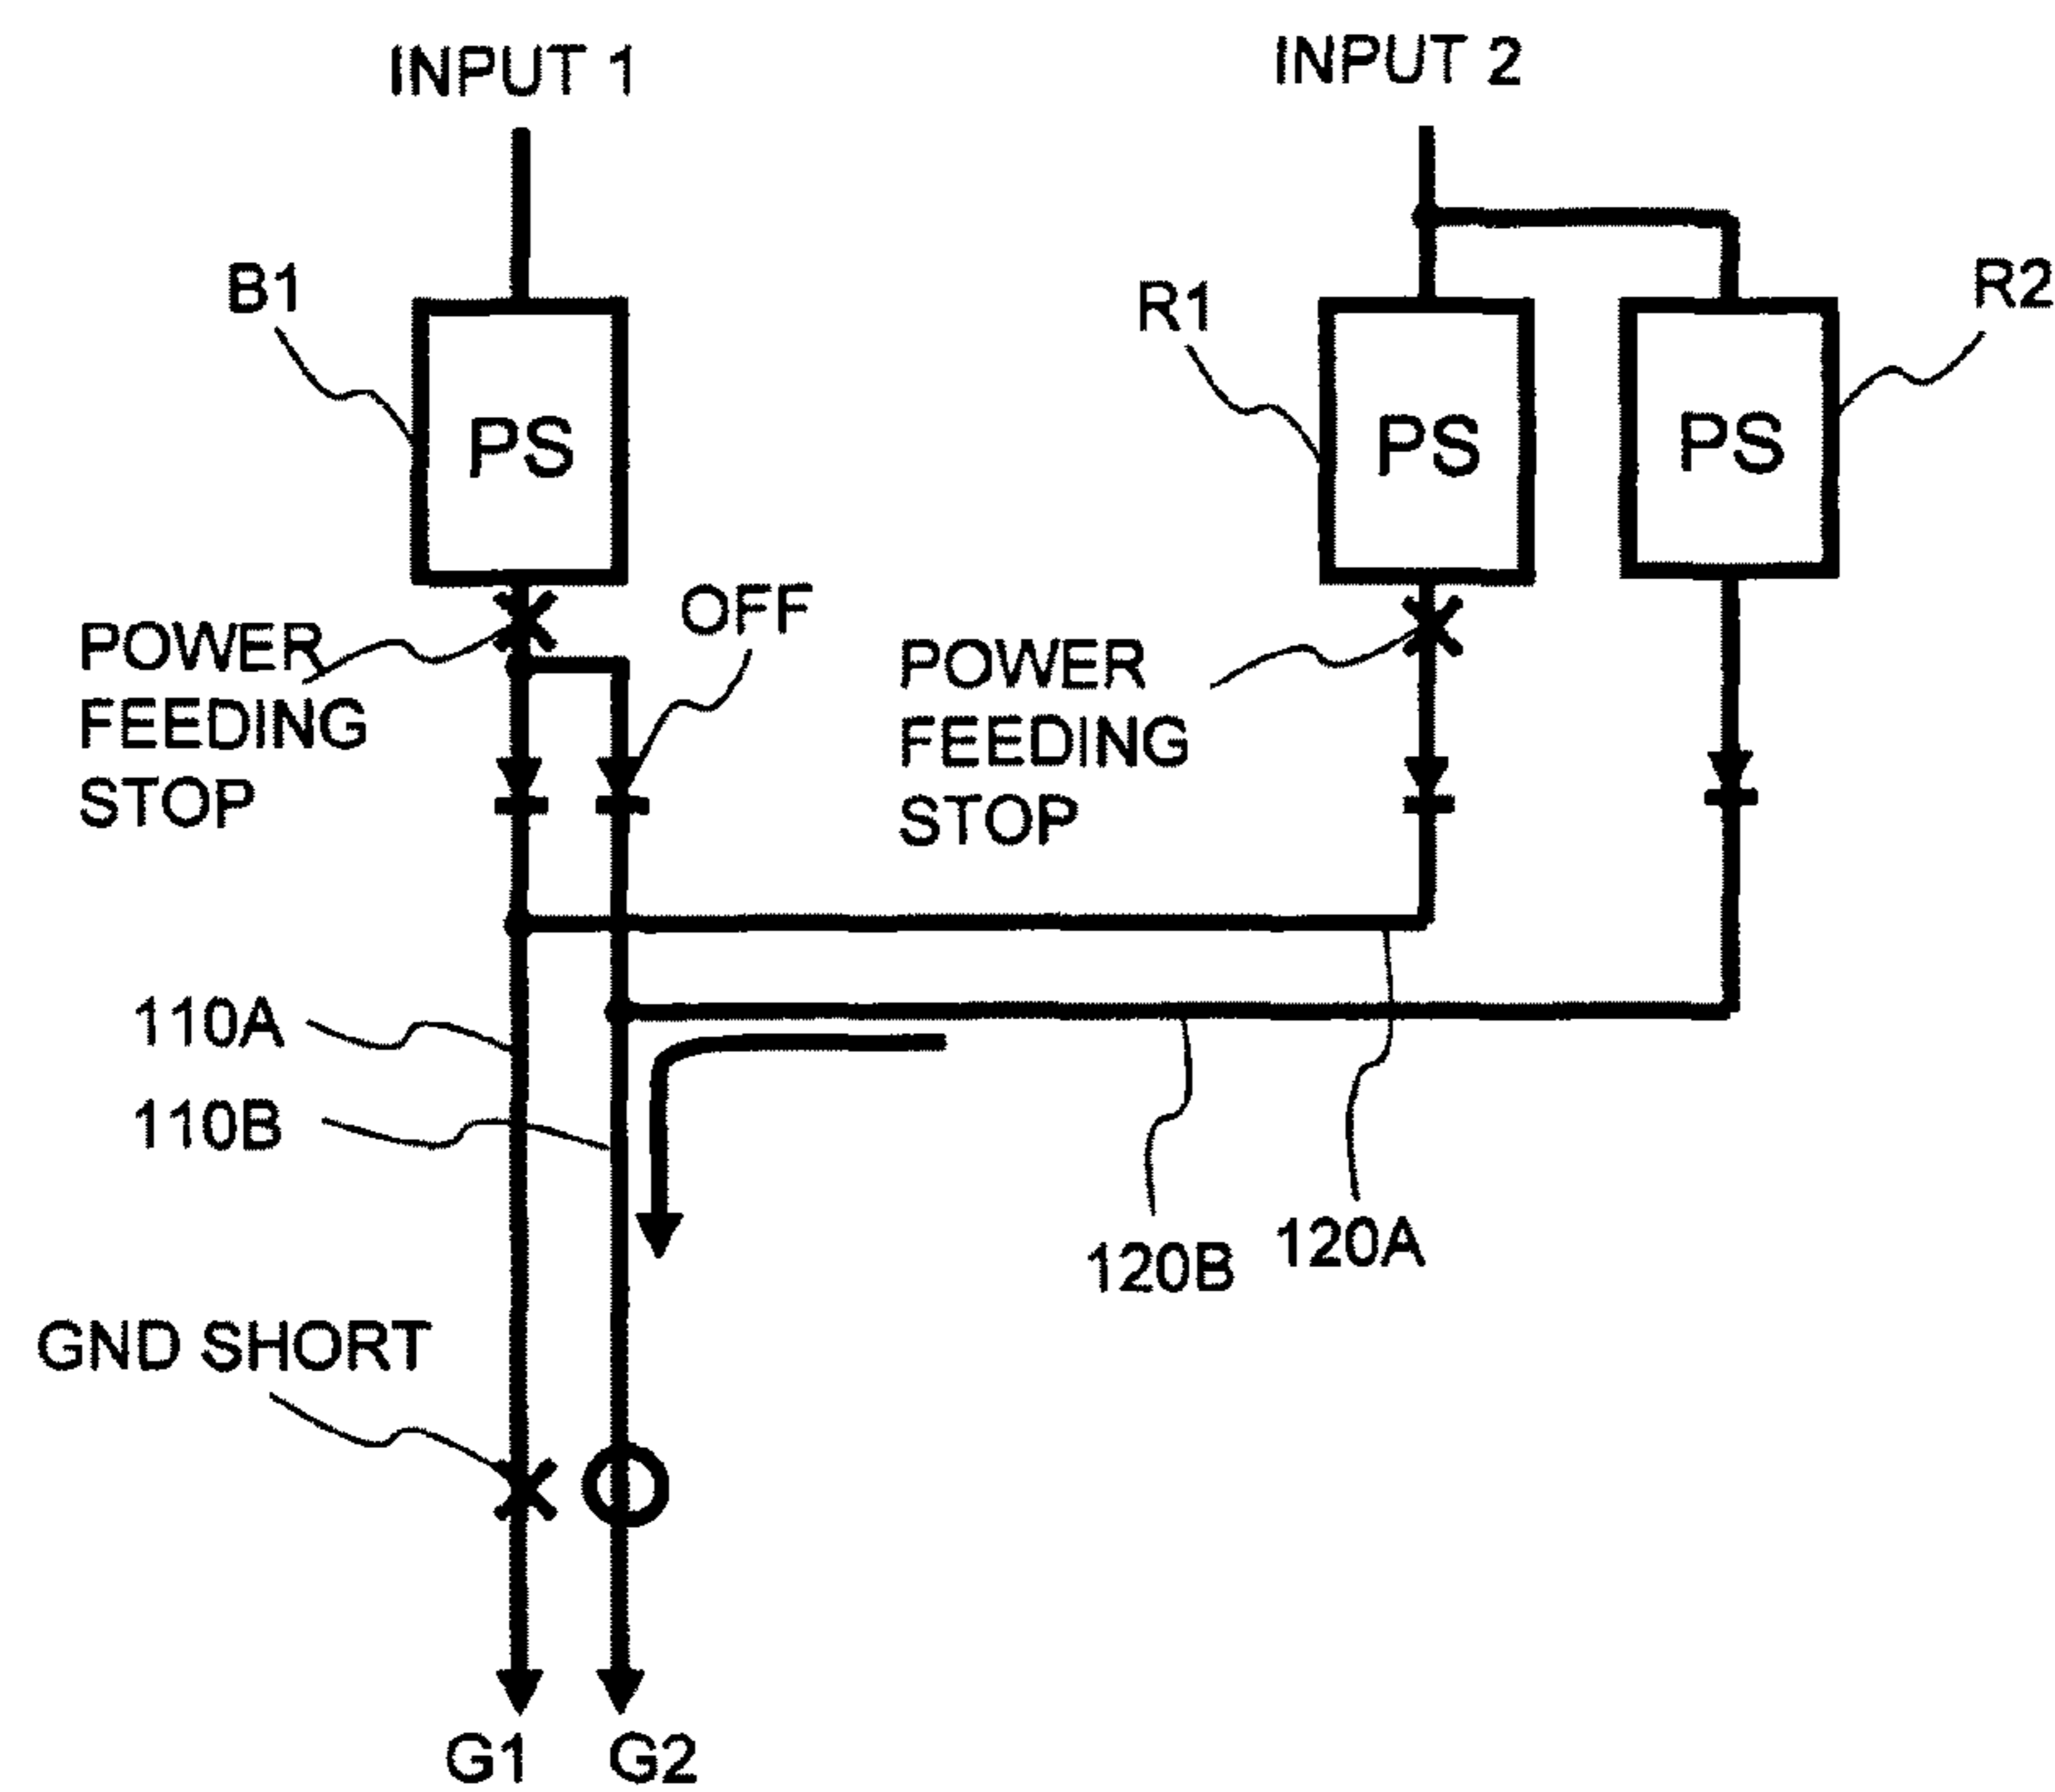 INPUT 1
INPUT 2
B1
R1
R2
PS
PS
PS
OFF
POWER
FEEDING
STOP
POWER
FEEDING
STOP
110A
110B
120B
120A
GND SHORT
G1
G2